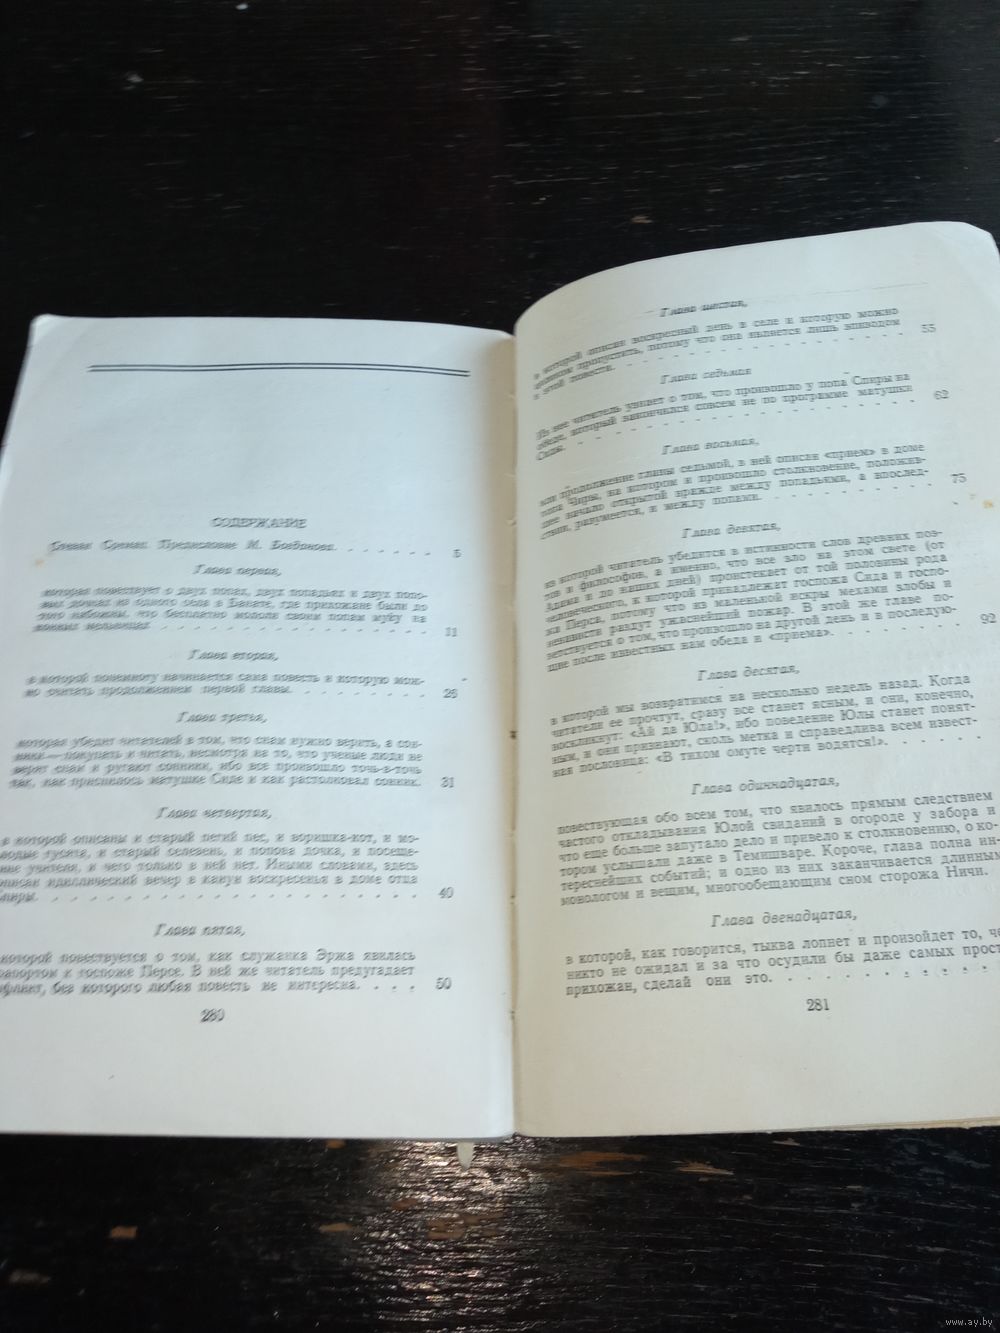 СОДЕРЖАНИЕ
Стеван Сремац. Предисловие М. Богданова. . . . . . . 5
Глава первая,
которая повествует о двух попах, двух попадьях и двух попо-
вых дочках из одного села в Банате, где прихожане были до
того набожны, что бесплатно мололи своим попам муку на
конных мельницах 11
Глава вторая,
в которой понемногу начинается сама повесть и которую мож-
но считать продолжением первой главы. . . . . . . . 26
Глава третья,
которая убедит читателей в том, что снам нужно верить, а сон-
ники — покупать и читать, несмотря на то, что ученые люди не
верят снам и ругают сонники, ибо все произошло точь-в-точь
так, как приснилось матушке Сиде и как растолковал сонник. 31
Глава четвертая,
в которой описаны и старый пегий пес, и воришка-кот, и мо-
лодые гусята, и старый селезень, и попова дочка, и посеще-
ние учителя, и чего только в ней нет. Иными словами, здесь
описан идиллический вечер в канун воскресенья в доме отца
Спиры. . . . . . . . . . . . . . . . . 40
Глава пятая,
которой повествуется о том, как служанка Эржа явилась
рапортом к госпоже Персе. В ней же читатель предугадает
фликт, без которого любая повесть не интересна. . . . 50
280
Глава шестая,
в которой описан воскресный день в селе и которую можно
целиком пропустить, потому что она является лишь эпизодом
в этой повести. . . . . . . . . . . . . 55
Глава седьмая
Из нее читатель узнает о том, что произошло у попа Спиры на
обеде, который закончился совсем не по программе матушки
Сиды. . . . . . . . . . . . . . . . 62
Глава восьмая,
или продолжение главы седьмой, в ней описан «прием» в доме
попа Чиры, на котором и произошло столкновение, положив-
шее начало открытой вражде между попадьями, а впослед-
ствии, разумеется, и между попами. . . . . . . . 75
Глава девятая,
из которой читатель убедится в истинности слов древних поэ-
тов и философов, а именно, что все зло на этом свете (от
Адама и по наших дней) проистекает от той половины рода
человеческого, к которой принадлежат госпожа Сида и госпо-
жа Перса, потому что из маленькой искры мехами злобы и
ненависти раздут ужаснейший пожар. В этой же главе по-
ветствуется о том, что произошло на другой день и в последую-
щие после известных нам обеда и «приема». . . . . . 92
Глава десятая,
в которой мы возвратимся на несколько недель назад. Когда
читатели ее прочтут, сразу все станет ясным, и они, конечно,
воскликнут: «Ай да Юла!», ибо поведение Юлы станет понят-
ным, и они признают, сколь метка и справедлива всем извест-
ная пословица: «В тихом омуте черти водятся!». . . . .
Глава одиннадцатая,
повествующая обо всем том, что явилось прямым следствием
частого откладывания Юлой свиданий в огороде у забора и
что еще больше запутало дело и привело к столкновению, о ко-
тором услышали даже в Темишваре. Короче, глава полна ин-
тереснейших событий; и одно из них заканчивается длинным
монологом и вещим, многообещающим сном сторожа Ничи.
Глава двенадцатая,
в которой, как говорится, тыква лопнет и произойдет то, че
никто не ожидал и за что осудили бы даже самых прост
прихожан, сделай они это. . . . . . . . .
281
www.ay.by